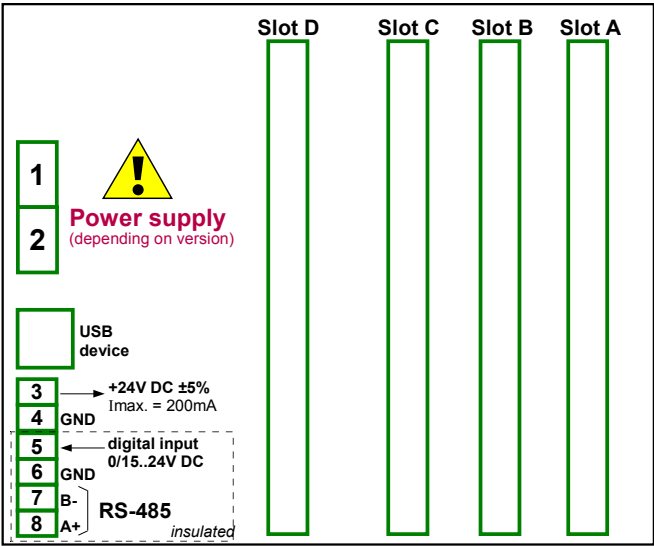 Slot D Slot C Slot B Slot A
1
2
Power supply
(depending on version)
USB
device
3 +24V DC ±5%
Imax. = 200mA
4 GND
5 digital input
0/15..24V DC
6 GND
7 B-
RS-485
8 A+
insulated